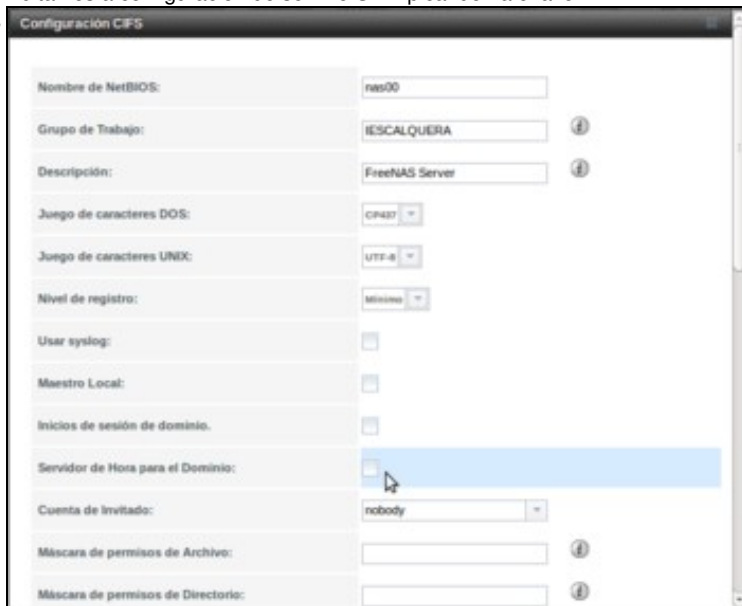 Configuración CIFS
Nombre de NetBIOS: nas00
Grupo de Trabajo: IESCALQUERA
Descripción: FreeNAS Server
Juego de caracteres DOS: CP437
Juego de caracteres UNIX: UTF-8
Nivel de registro: Mínimo
Usar syslog:
Maestro Local:
Inicios de sesión de dominio.
Servidor de Hora para el Dominio:
Cuenta de Invitado: nobody
Máscara de permisos de Archivo:
Máscara de permisos de Directorio: